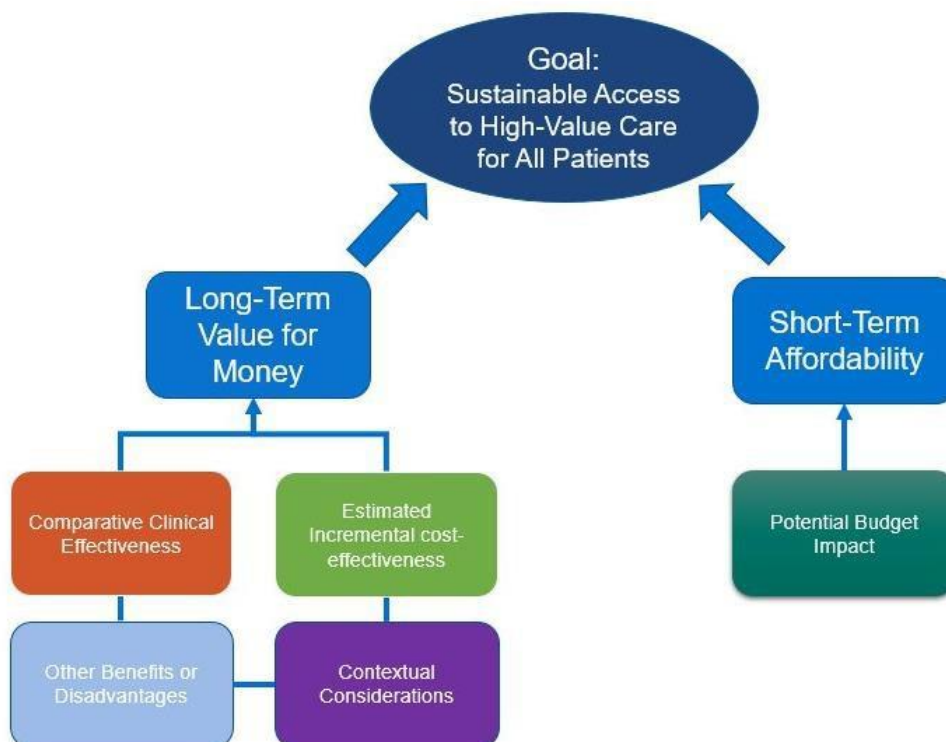 Goal:
Sustainable Access
to High-Value Care
for All Patients
Long-Term
Value for
Money
Short-Term
Affordability
Comparative Clinical
Effectiveness
Estimated
Incremental cost-
effectiveness
Potential Budget
Impact
Other Benefits or
Disadvantages
Contextual
Considerations